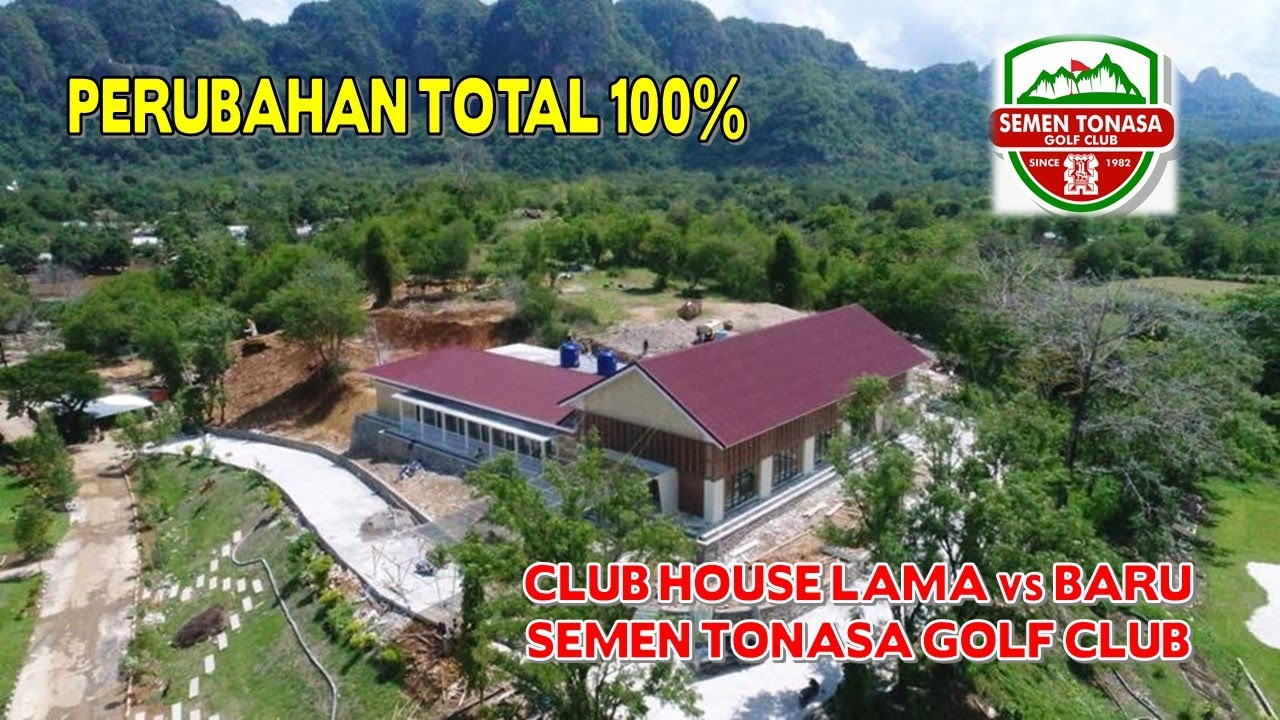 PERUBAHAN TOTAL 100%
SEMEN TONASA
GOLF CLUB
SINCE 1982
CLUB HOUSE LAMA vs BARU
SEMEN TONASA GOLF CLUB